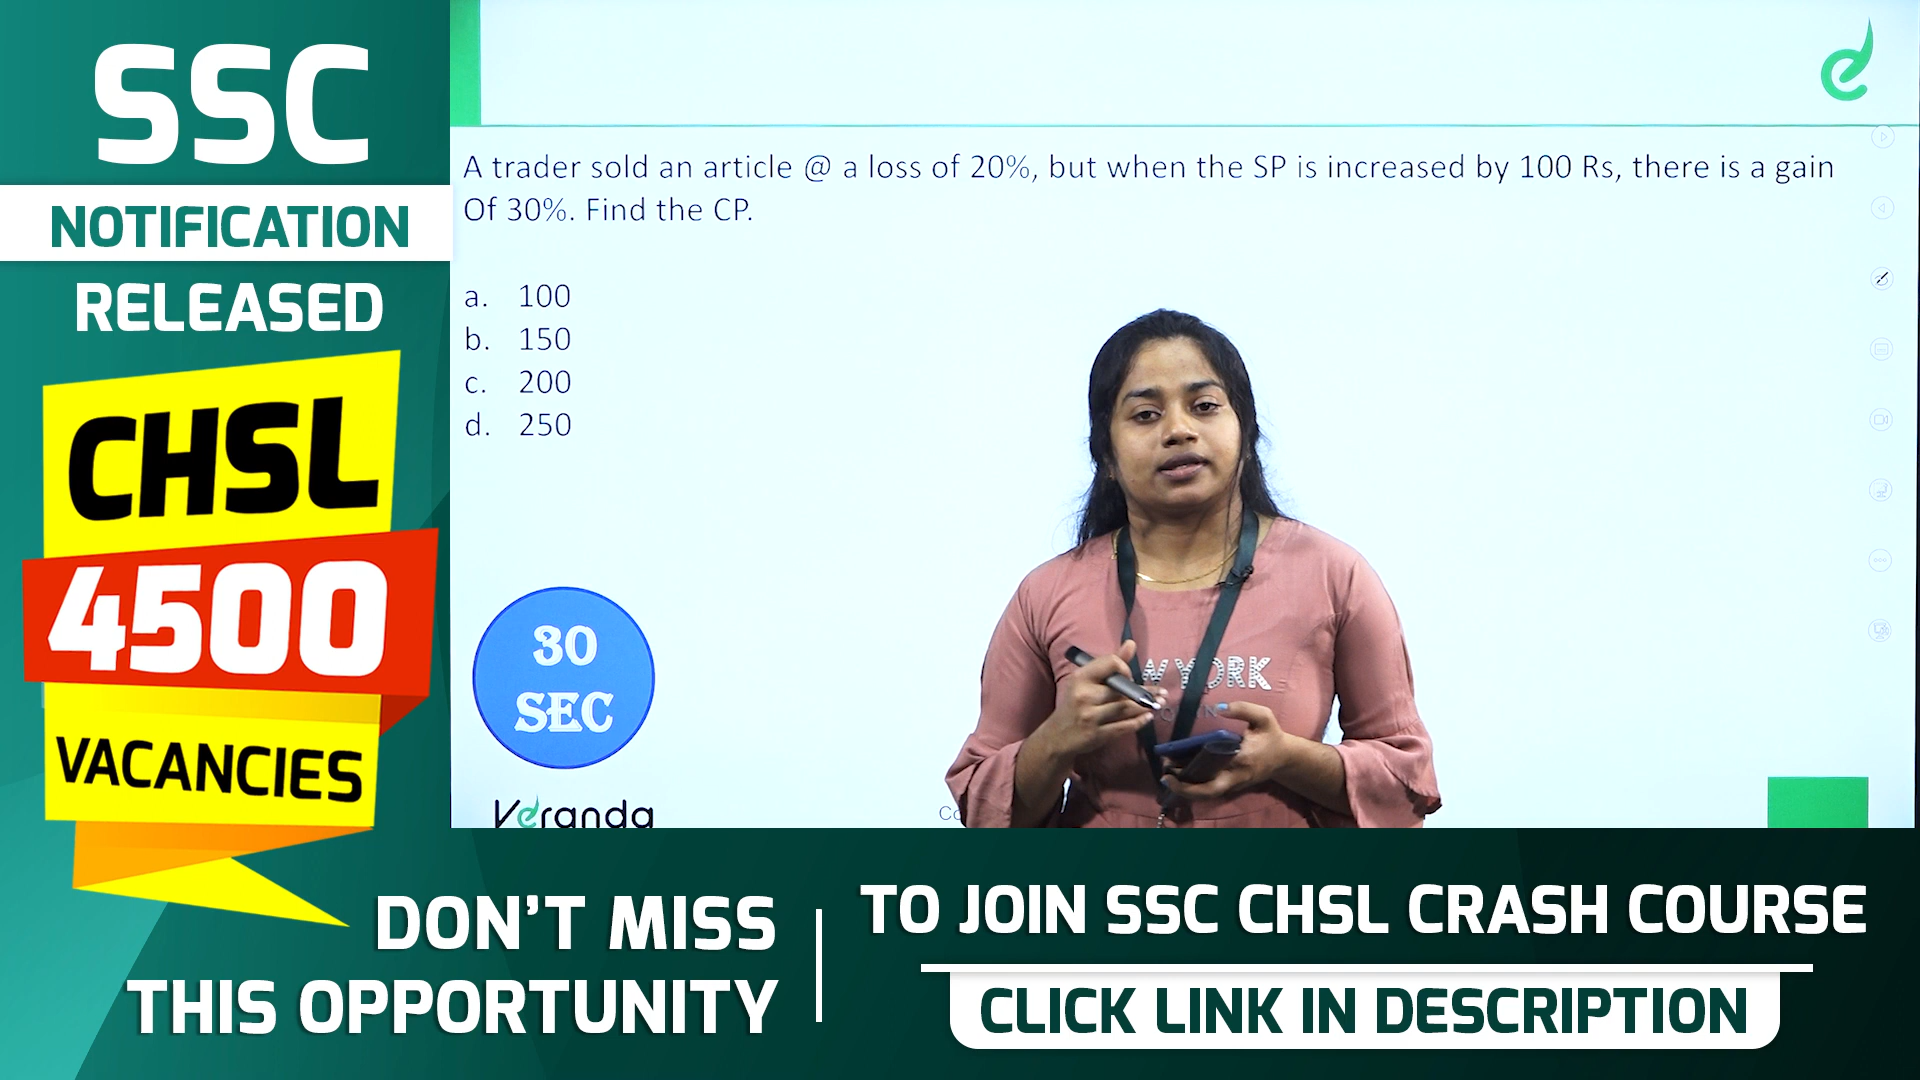 SSC
NOTIFICATION
RELEASED
CHSL
4500
VACANCIES
A trader sold an article @ a loss of 20%, but when the SP is increased by 100 Rs, there is a gain
Of 30%. Find the CP.
a. 100
b. 150
c. 200
d. 250
30
SEC
Veranda
W YORK
DON'T MISS
THIS OPPORTUNITY
TO JOIN SSC CHSL CRASH COURSE
CLICK LINK IN DESCRIPTION